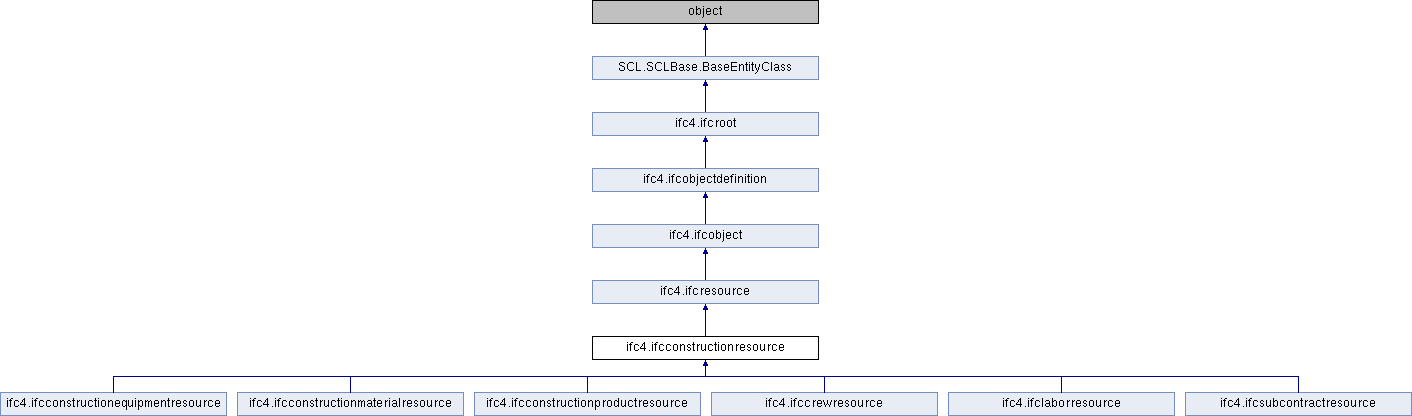 object
SCL.SCLBase.BaseEntityClass
ifc4.ifcroot
ifc4.ifcobjectdefinition
ifc4.ifcobject
ifc4.ifcresource
ifc4.ifcconstructionresource
ifc4.ifcconstructionequipmentresource
ifc4.ifcconstructionmaterialresource
ifc4.ifcconstructionproductresource
ifc4.ifccrewresource
ifc4.ifclaborresource
ifc4.ifcsubcontractresource